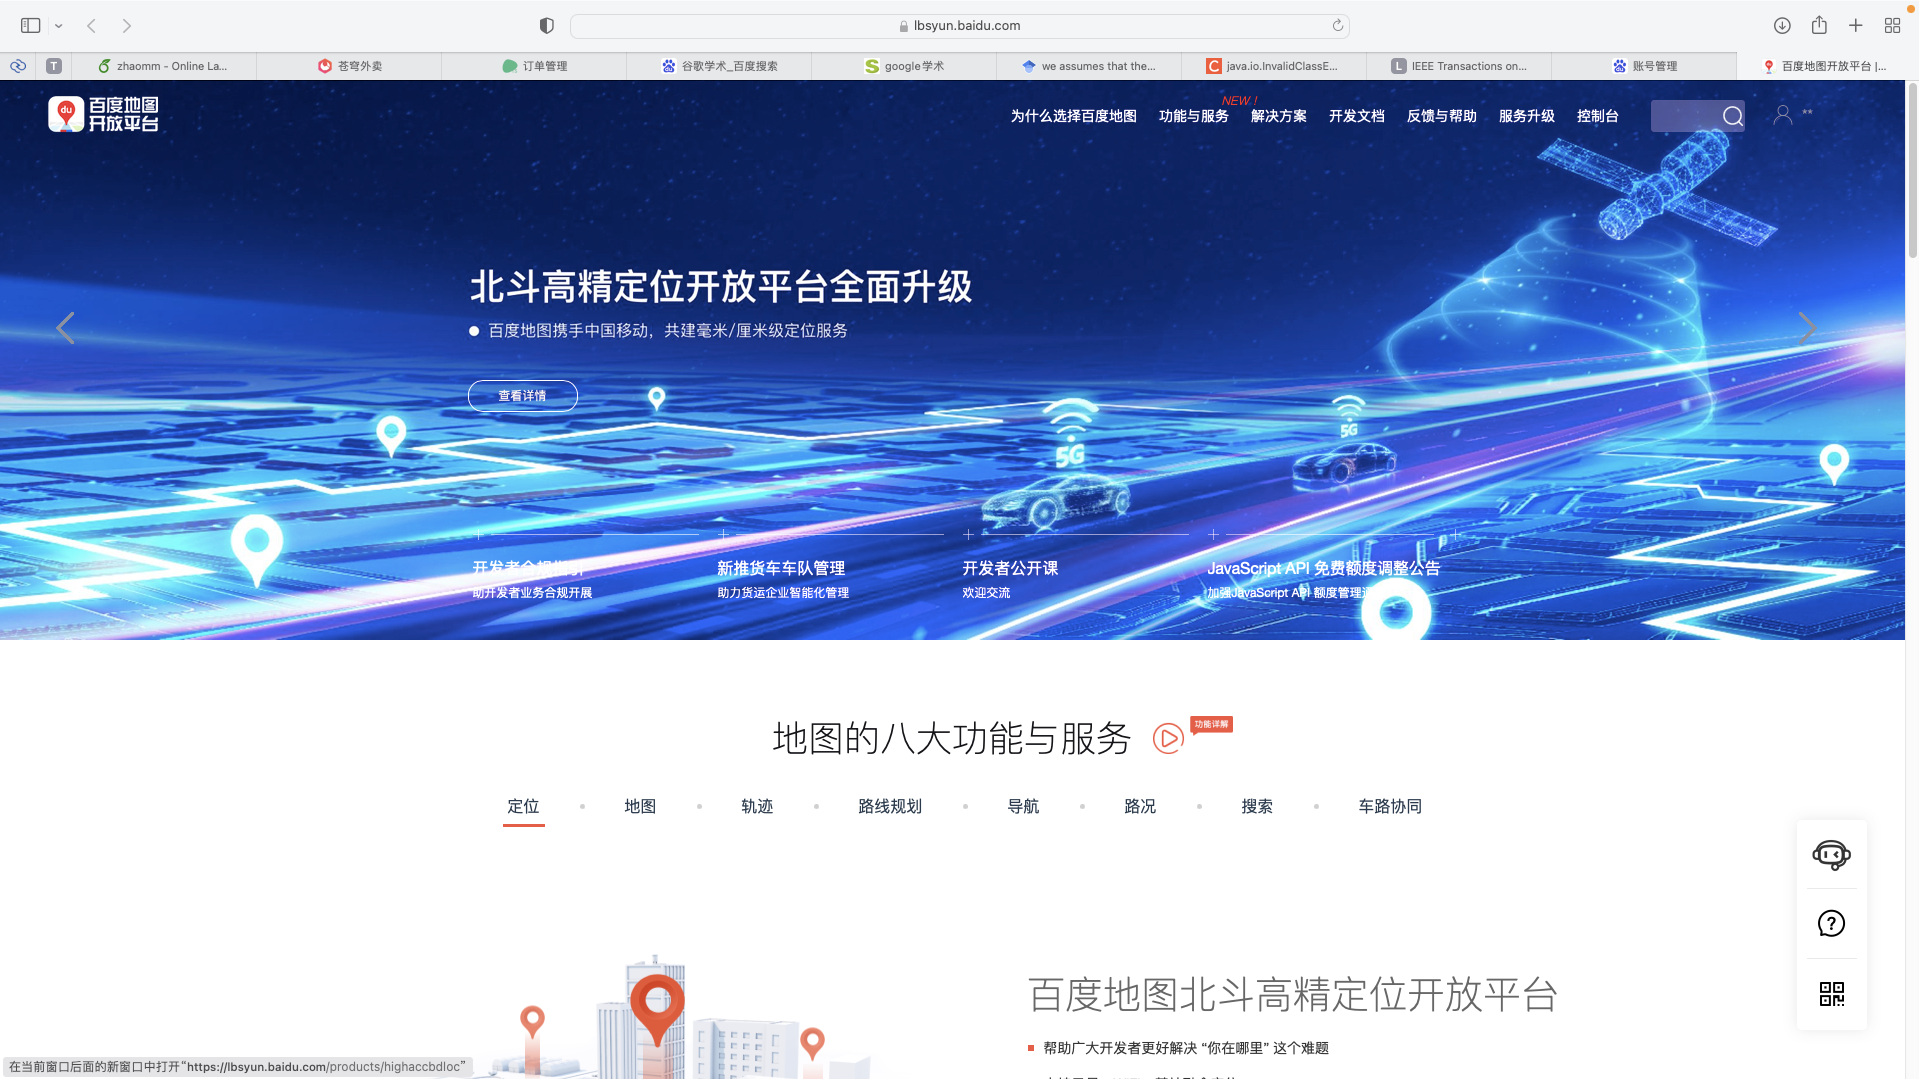 lbsyun.baidu.com
T
zhaomm - Online La...
苍穹外卖
订单管理
谷歌学术_百度搜索
google学术
we assumes that the...
java.io.InvalidClassE...
IEEE Transactions on...
账号管理
百度地图开放平台 |...
du
百度地图
开放平台
为什么选择百度地图
功能与服务
NEW !
解决方案
开发文档
反馈与帮助
服务升级
控制台
**
北斗高精定位开放平台全面升级
百度地图携手中国移动，共建毫米/厘米级定位服务
查看详情
5G
5G
开发者合规指引
助开发者业务合规开展
新推货车车队管理
助力货运企业智能化管理
开发者公开课
欢迎交流
JavaScript API 免费额度调整公告
加强JavaScript API 额度管理
地图的八大功能与服务
功能详解
定位
地图
轨迹
路线规划
导航
路况
搜索
车路协同
百度地图北斗高精定位开放平台
帮助广大开发者更好解决 “你在哪里” 这个难题
在当前窗口后面的新窗口中打开“https://lbsyun.baidu.com/products/highaccbdloc”